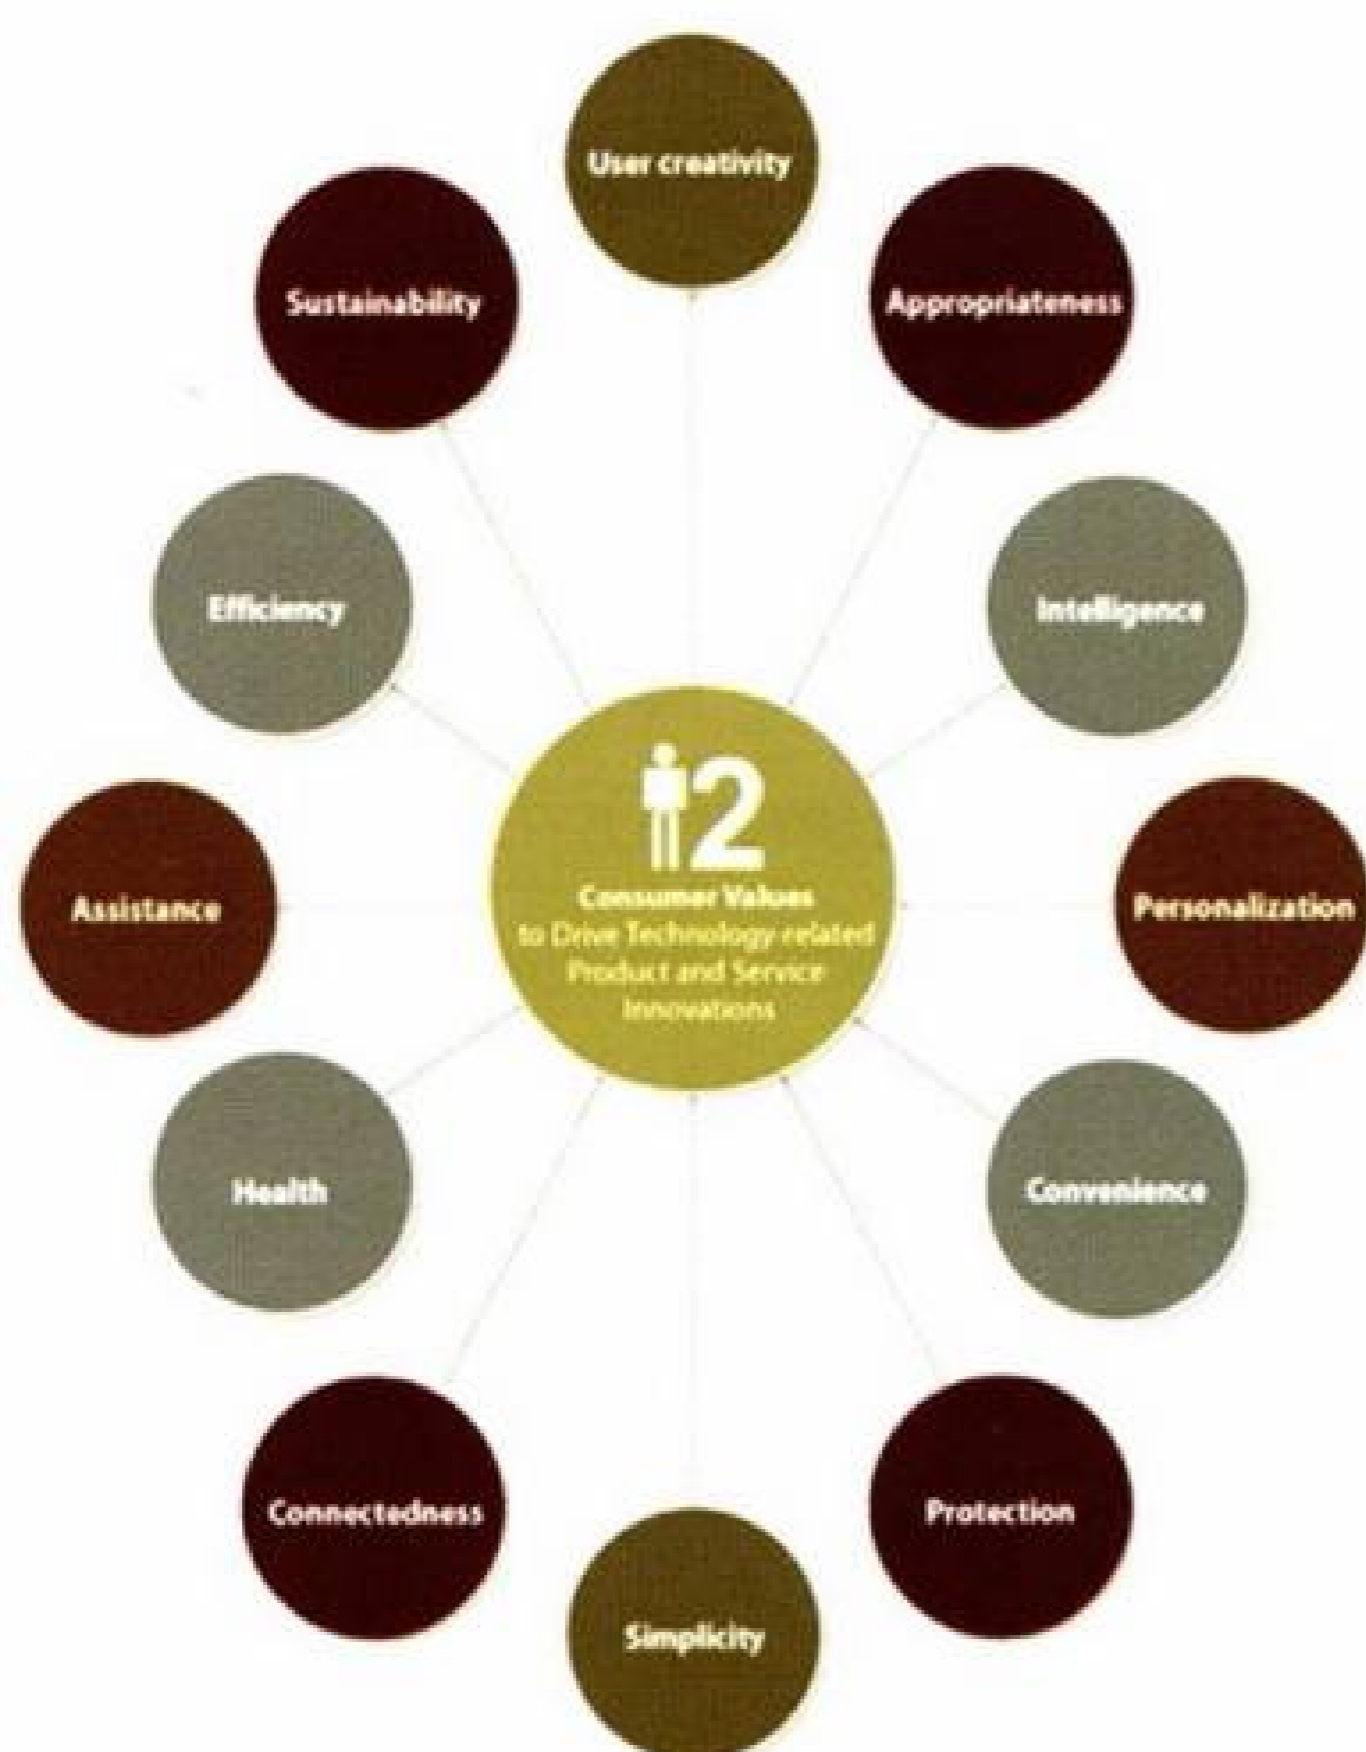 User creativity
Sustainability
Appropriateness
Efficiency
Intelligence
12
Consumer Values
to Drive Technology-related
Product and Service
Innovations
Assistance
Personalization
Health
Convenience
Connectedness
Protection
Simplicity